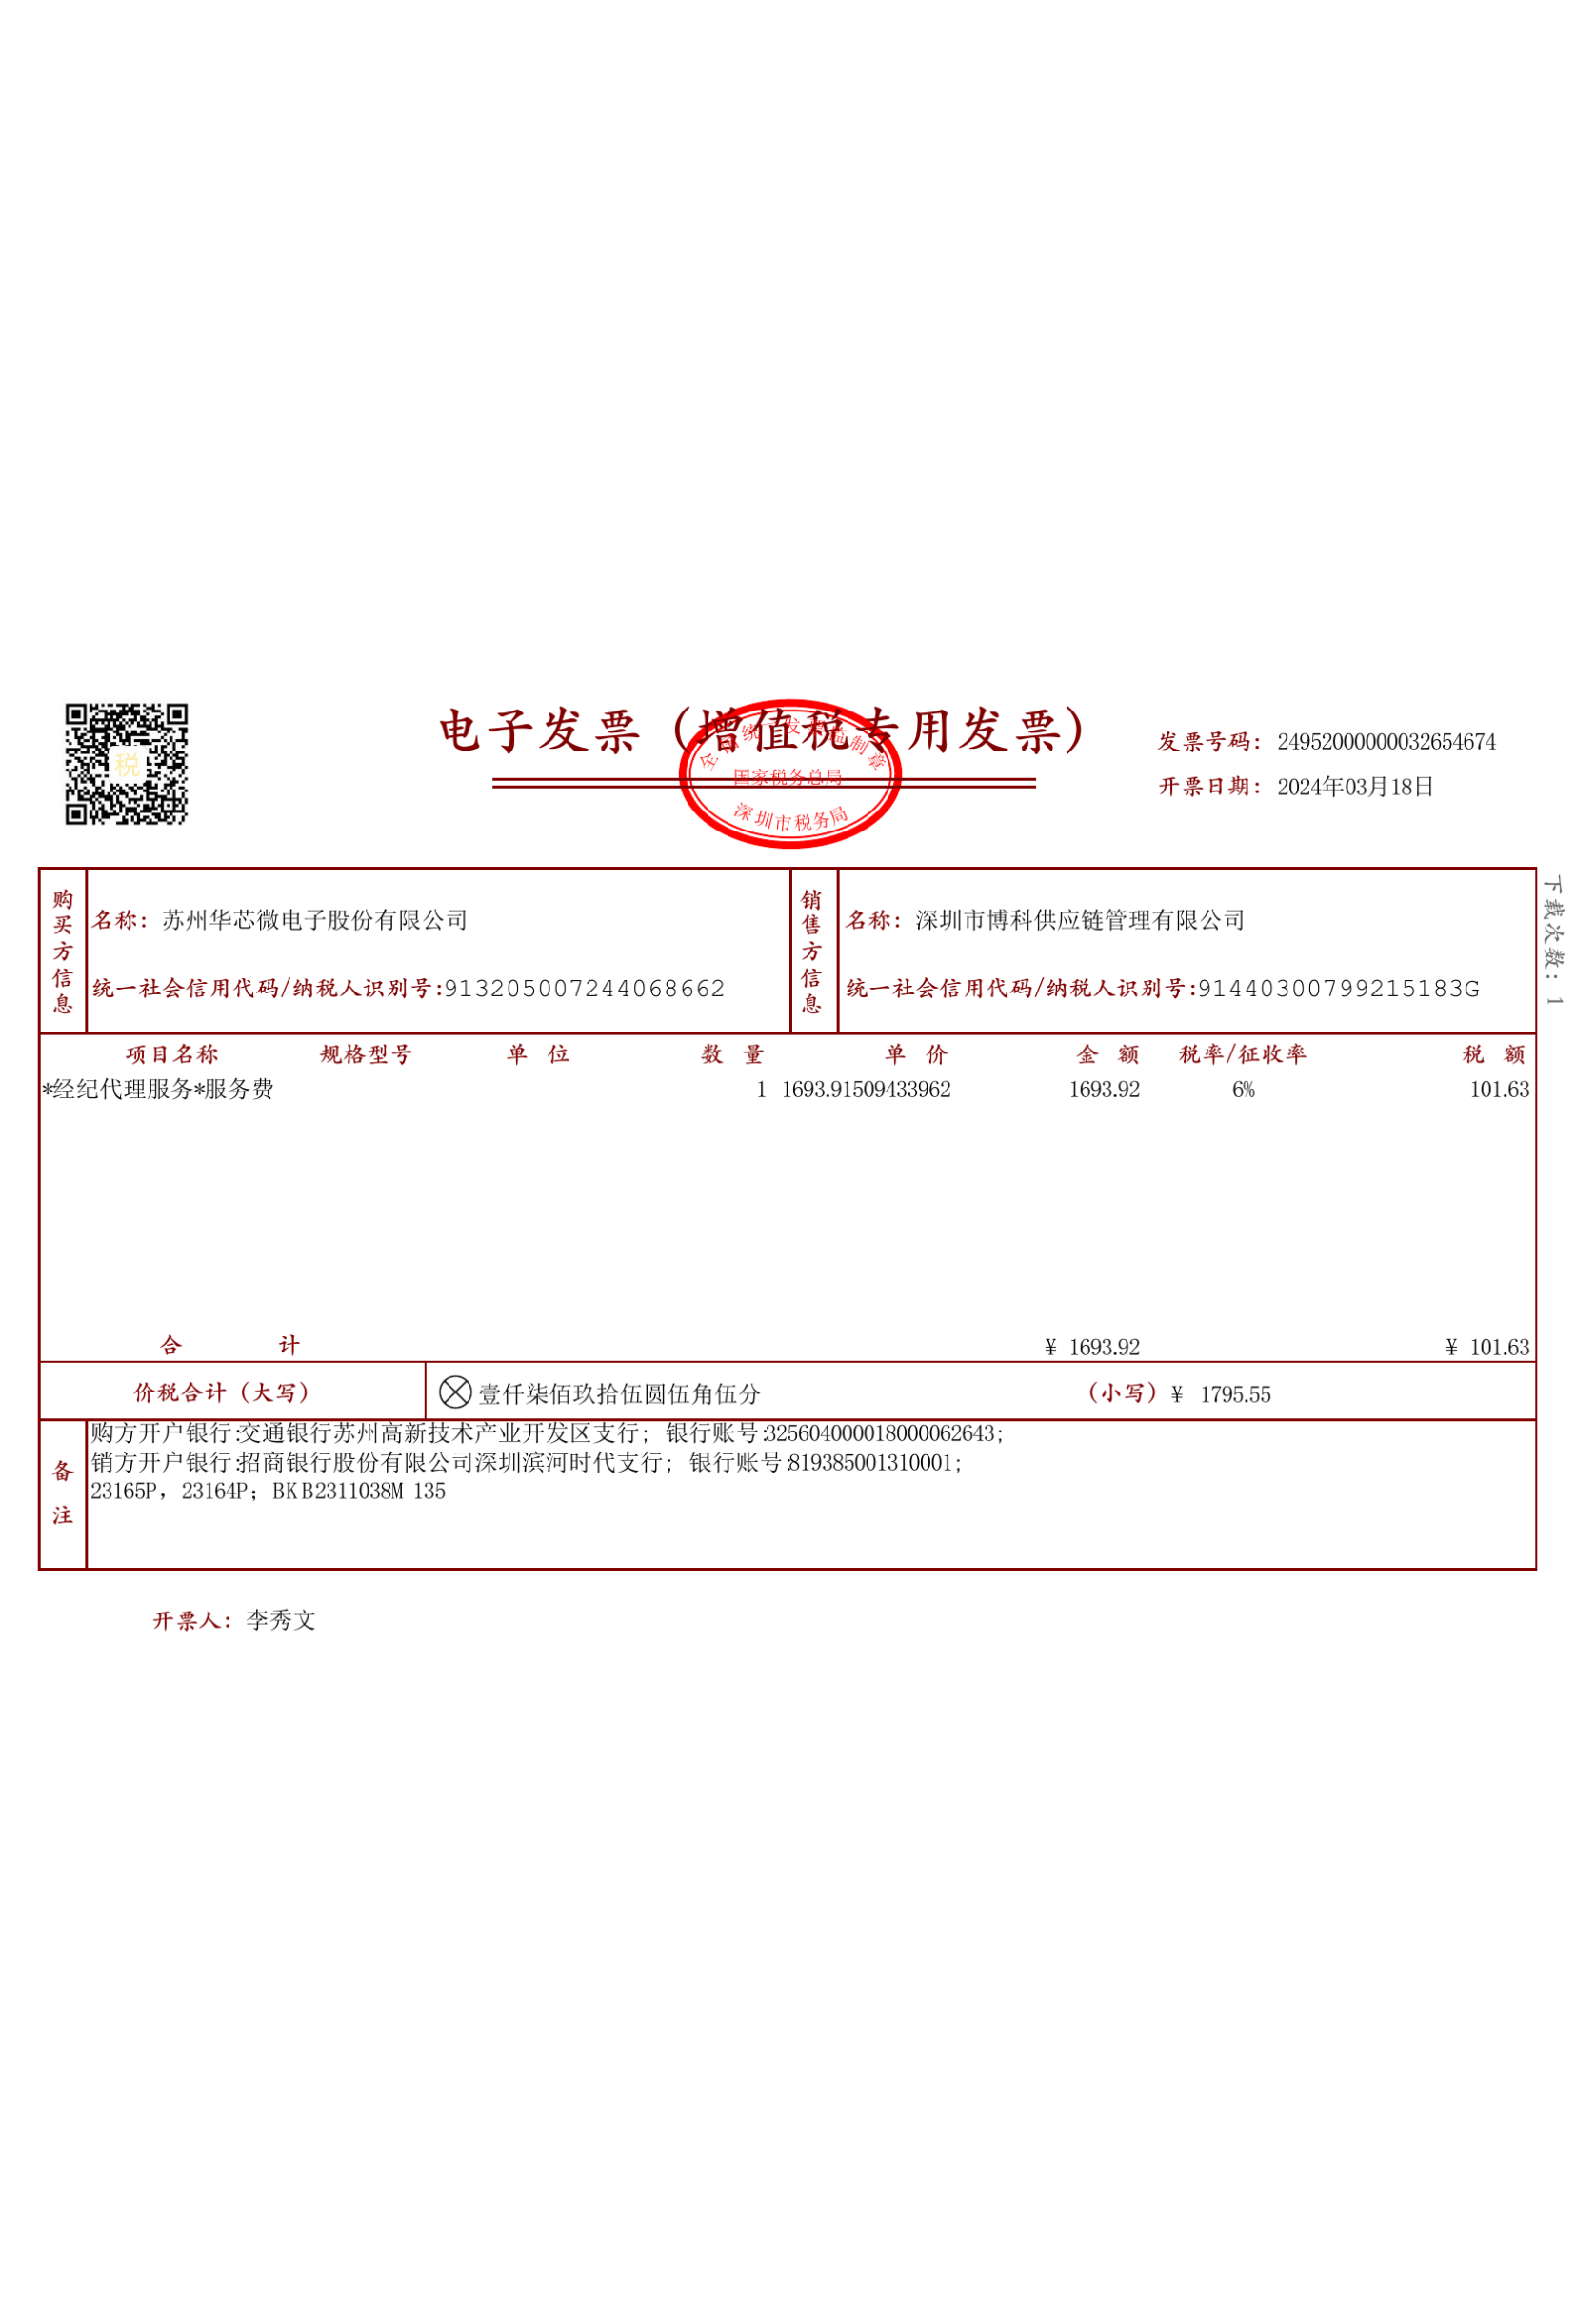 电子发票（增值税专用发票）
全国统一发票监制章
国家税务总局
深圳市税务局
税
发票号码：24952000000032654674
开票日期：2024年03月18日
下载次数：1
购买方信息
名称：苏州华芯微电子股份有限公司
统一社会信用代码/纳税人识别号:913205007244068662
销售方信息
名称：深圳市博科供应链管理有限公司
统一社会信用代码/纳税人识别号:91440300799215183G
项目名称 规格型号 单位 数量 单价 金额 税率/征收率 税额
*经纪代理服务*服务费 1 1693.91509433962 1693.92 6% 101.63
合计 ¥ 1693.92 ¥ 101.63
价税合计（大写） 壹仟柒佰玖拾伍圆伍角伍分 （小写）¥ 1795.55
备注
购方开户银行:交通银行苏州高新技术产业开发区支行; 银行账号:325604000018000062643;
销方开户银行:招商银行股份有限公司深圳滨河时代支行; 银行账号:819385001310001;
23165P，23164P；BKB2311038M 135
开票人：李秀文